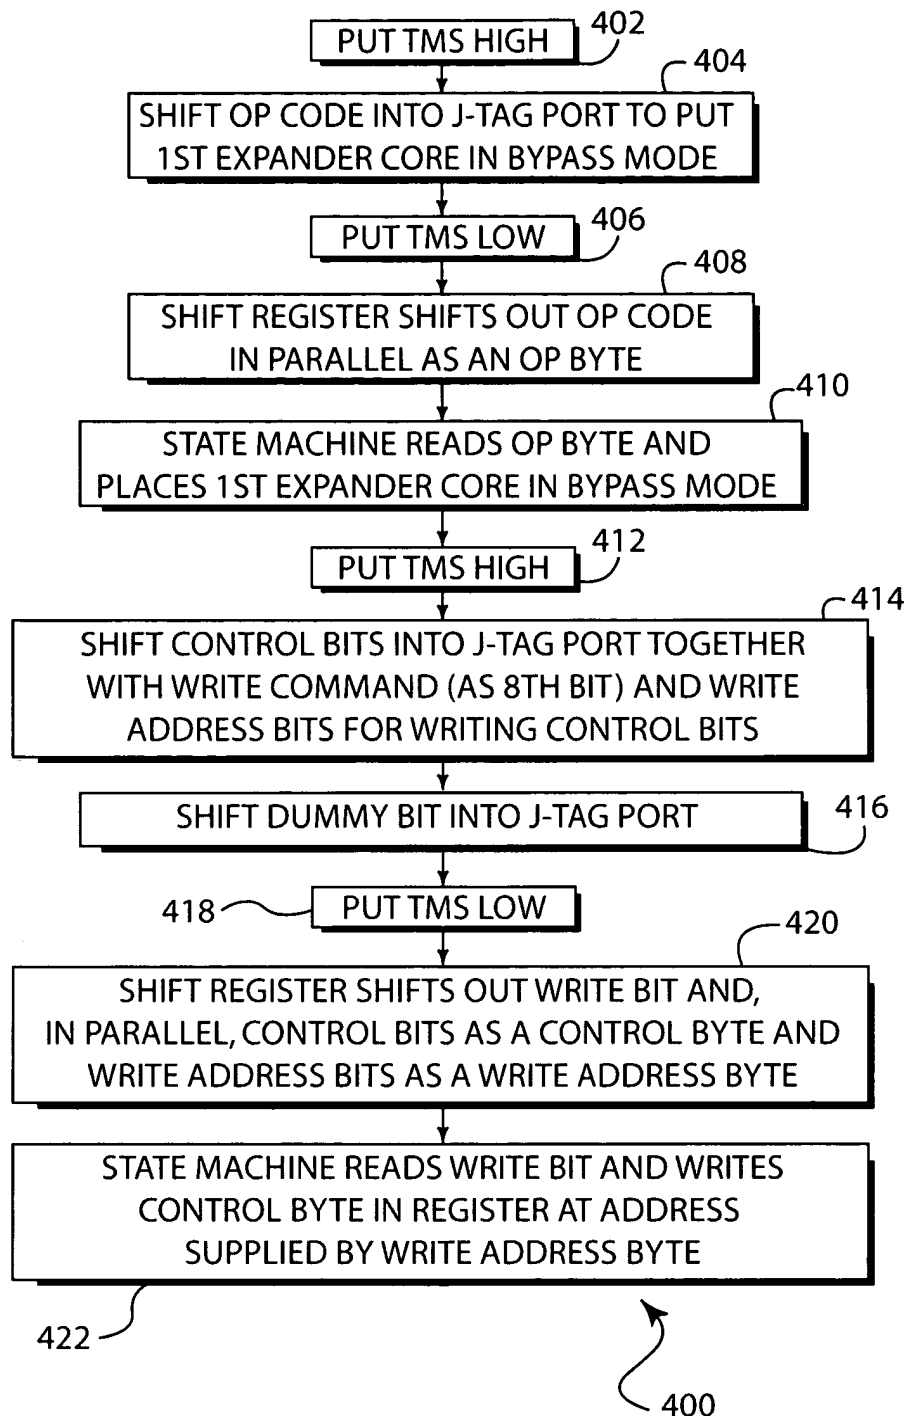 PUT TMS HIGH
402
404
SHIFT OP CODE INTO J-TAG PORT TO PUT
1ST EXPANDER CORE IN BYPASS MODE
PUT TMS LOW
406
408
SHIFT REGISTER SHIFTS OUT OP CODE
IN PARALLEL AS AN OP BYTE
410
STATE MACHINE READS OP BYTE AND
PLACES 1ST EXPANDER CORE IN BYPASS MODE
PUT TMS HIGH
412
414
SHIFT CONTROL BITS INTO J-TAG PORT TOGETHER
WITH WRITE COMMAND (AS 8TH BIT) AND WRITE
ADDRESS BITS FOR WRITING CONTROL BITS
SHIFT DUMMY BIT INTO J-TAG PORT
416
418
PUT TMS LOW
420
SHIFT REGISTER SHIFTS OUT WRITE BIT AND,
IN PARALLEL, CONTROL BITS AS A CONTROL BYTE AND
WRITE ADDRESS BITS AS A WRITE ADDRESS BYTE
STATE MACHINE READS WRITE BIT AND WRITES
CONTROL BYTE IN REGISTER AT ADDRESS
SUPPLIED BY WRITE ADDRESS BYTE
422
400